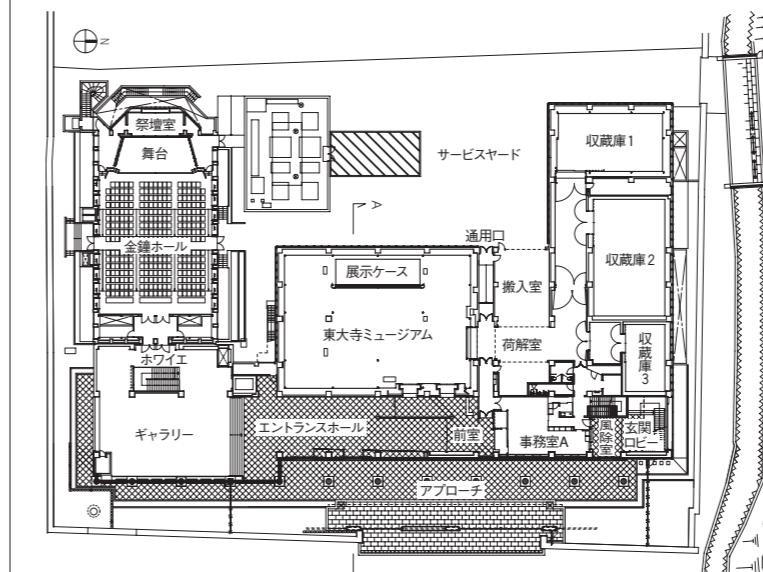 N
祭壇室
舞台
金鐘ホール
ホワイエ
ギャラリー
サービスヤード
A
通用口
展示ケース
東大寺ミュージアム
搬入室
荷解室
収蔵庫1
収蔵庫2
収蔵庫3
エントランスホール
前室
事務室A
風除室
玄関
ロビー
アプローチ